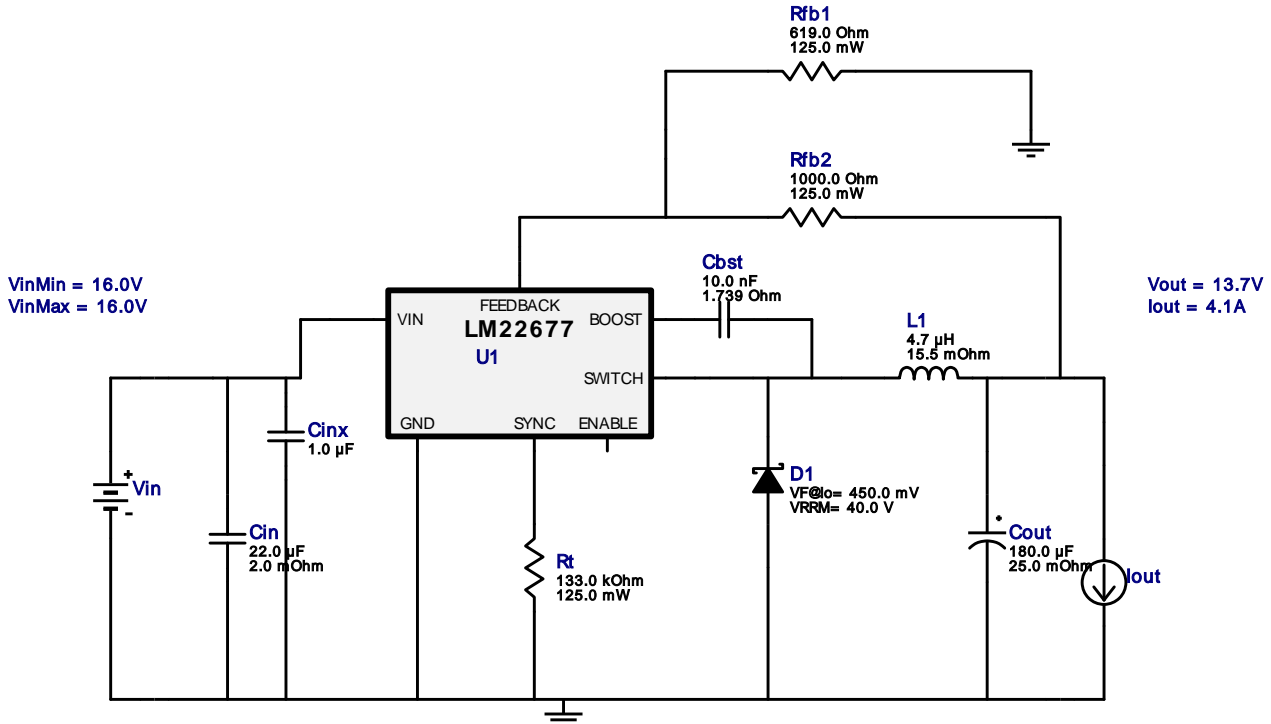 Rfb1
619.0 Ohm
125.0 mW
Rfb2
1000.0 Ohm
125.0 mW
VinMin = 16.0V
VinMax = 16.0V
Cbst
10.0 nF
1.739 Ohm
Vout = 13.7V
Iout = 4.1A
FEEDBACK
VIN
LM22677
BOOST
U1
SWITCH
GND
SYNC
ENABLE
L1
4.7 µH
15.5 mOhm
Cinx
1.0 µF
+
Vin
-
D1
VF@Io= 450.0 mV
VRRM= 40.0 V
Cin
22.0 µF
2.0 mOhm
Rt
133.0 kOhm
125.0 mW
Cout
180.0 µF
25.0 mOhm
Iout